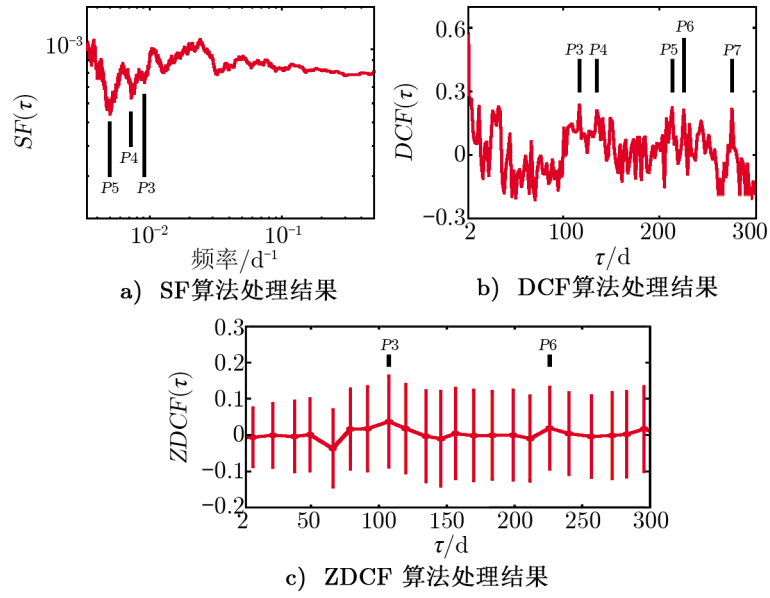 10⁻³
SF(τ)
P5
P4
P3
10⁻²
10⁻¹
频率/d⁻¹
a) SF算法处理结果
0.6
0.3
0
−0.3
DCF(τ)
P3
P4
P5
P6
P7
2
100
200
300
τ/d
b) DCF算法处理结果
0.3
0.2
0.1
0
−0.1
−0.2
ZDCF(τ)
P3
P6
2
50
100
150
200
250
300
τ/d
c) ZDCF 算法处理结果